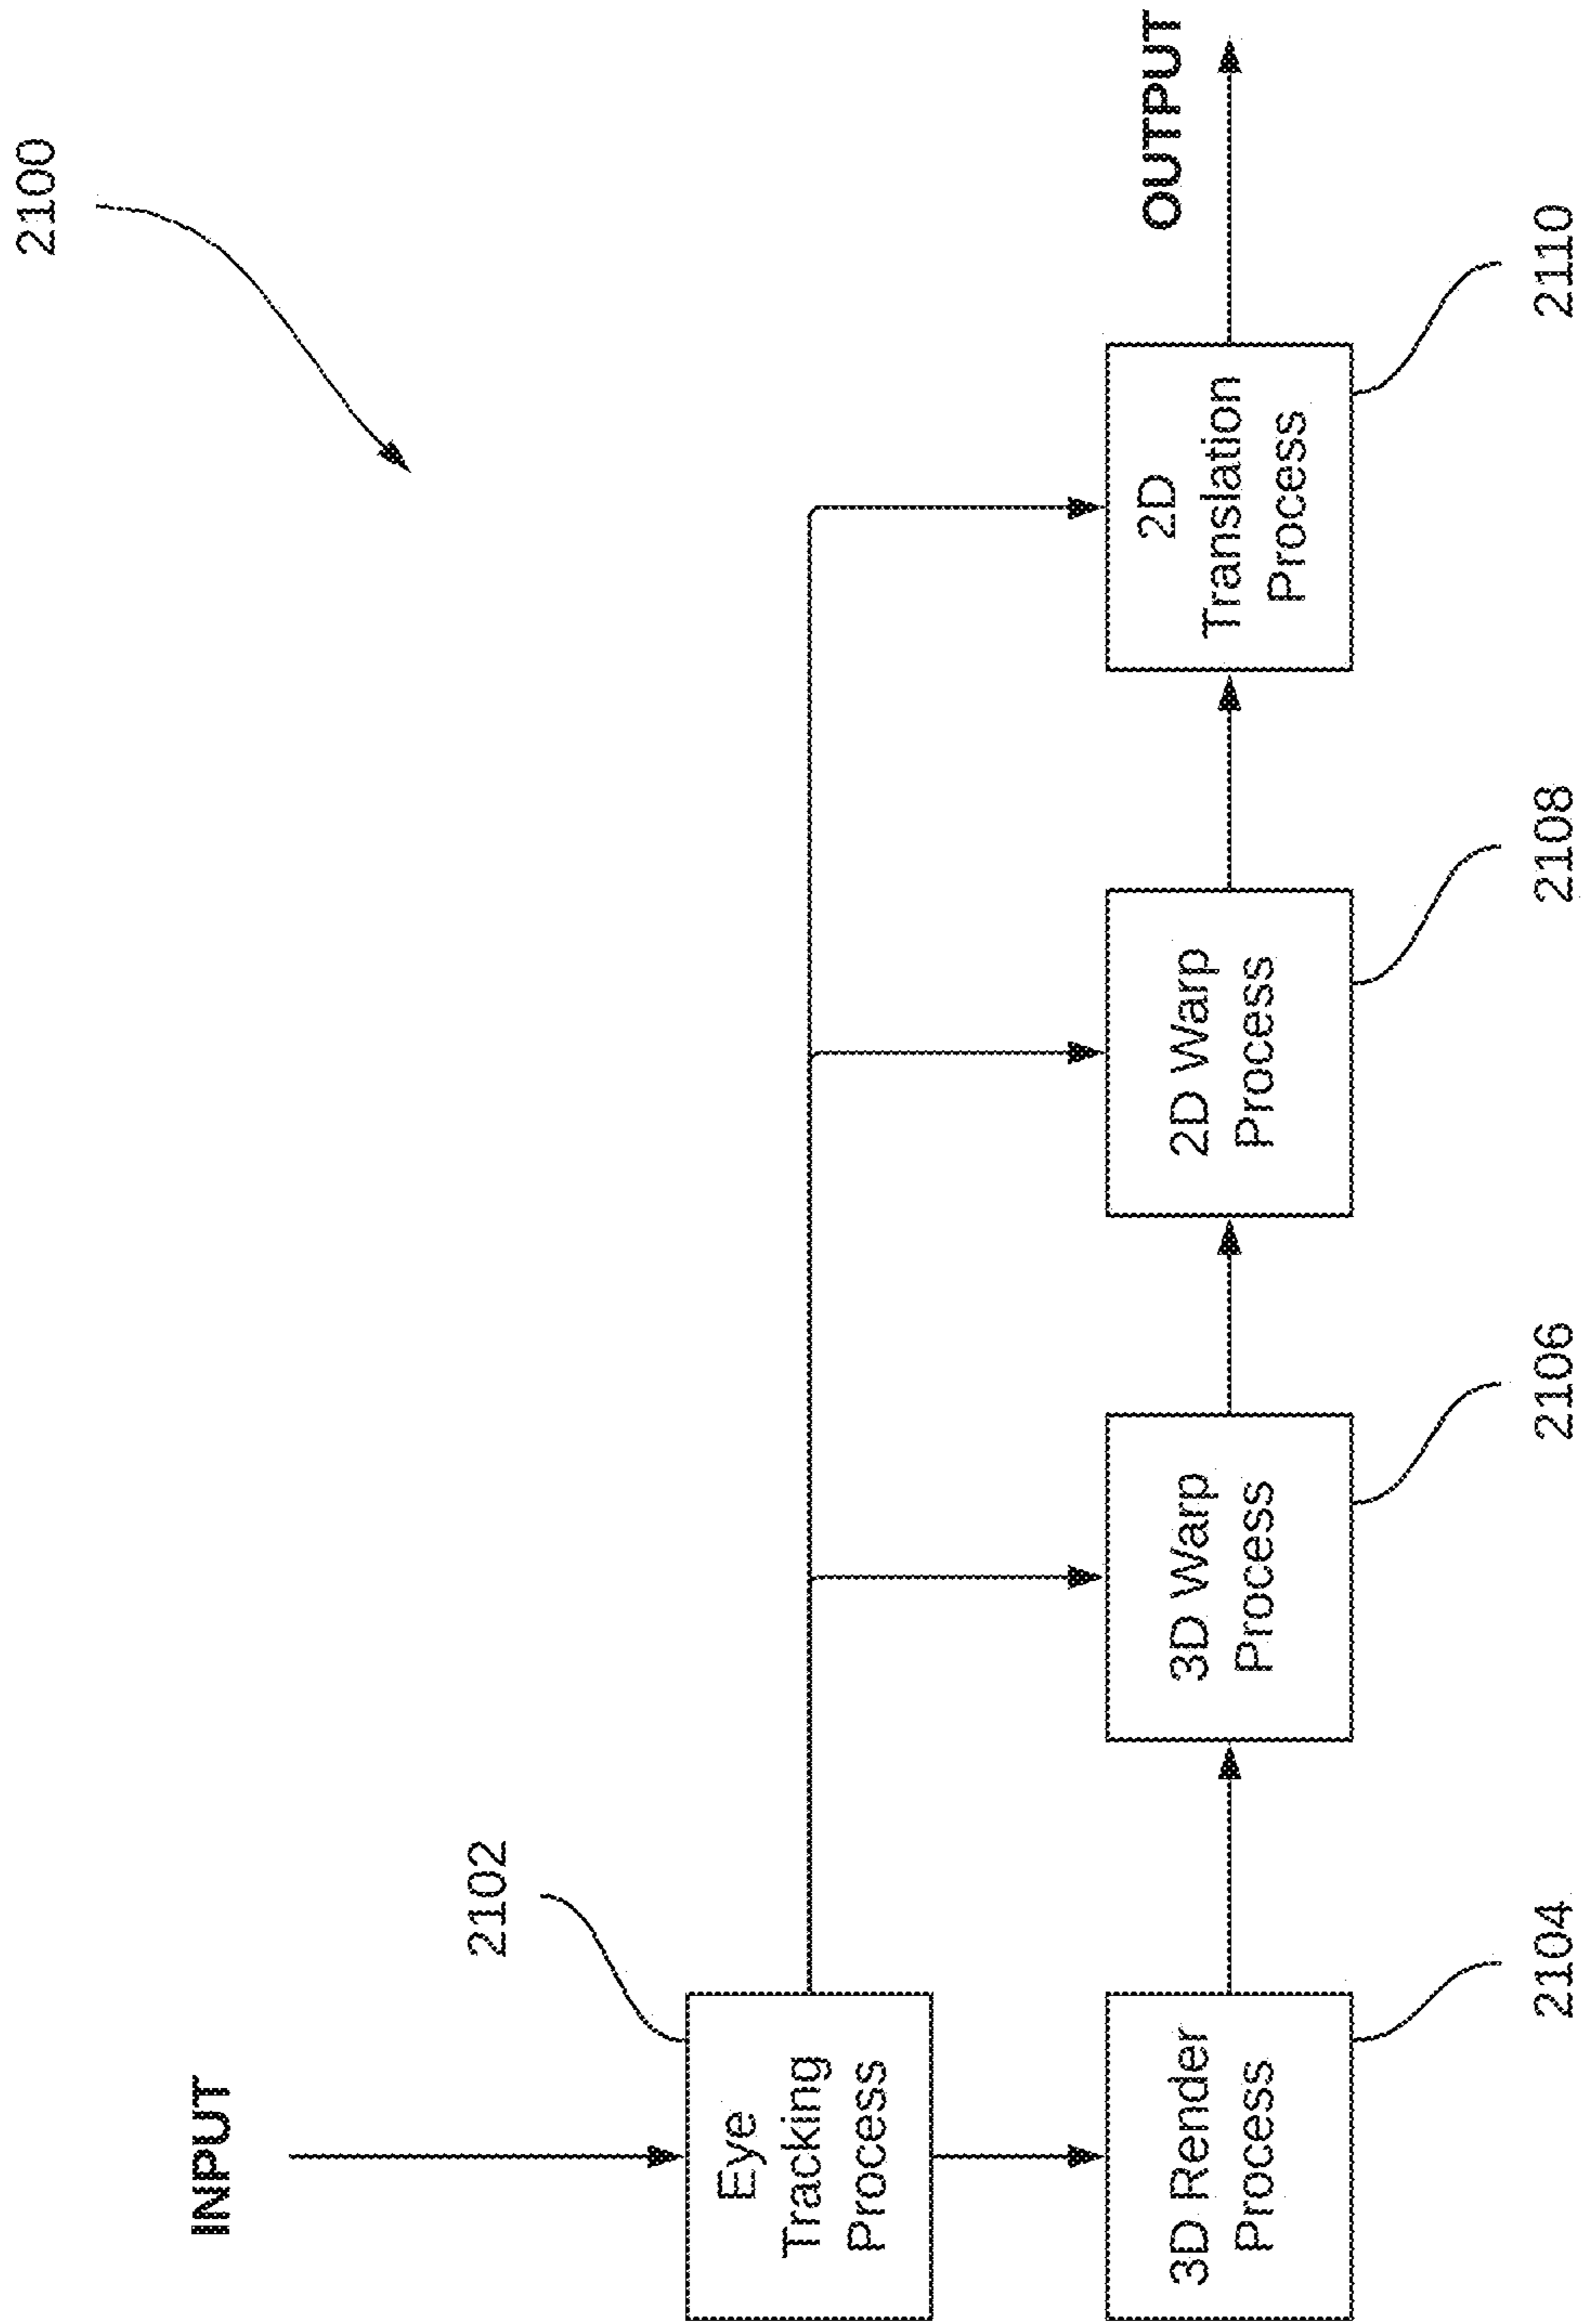 2100
INPUT
2102
Eye
Tracking
Process
OUTPUT
3D Render
Process
3D Warp
Process
2D Warp
Process
2D
Translation
Process
2104
2106
2108
2110